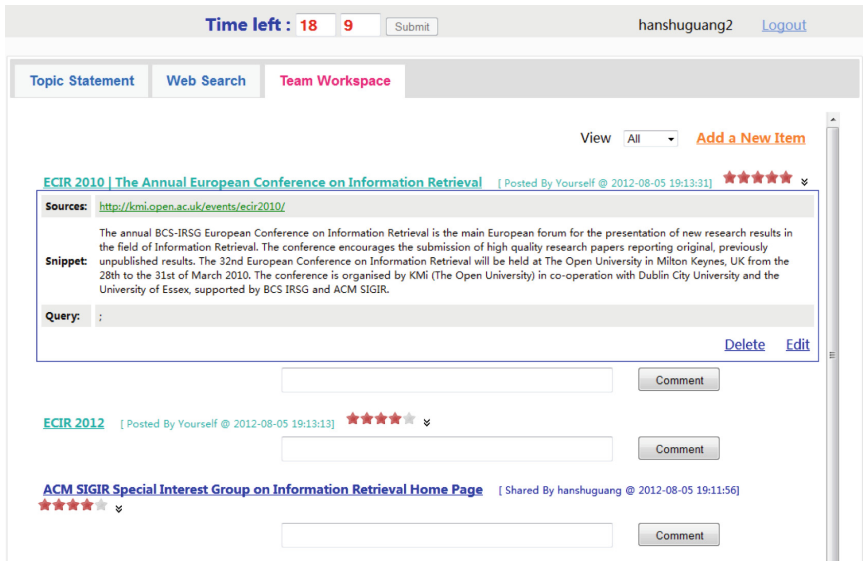 Time left : 18 9 Submit hanshuguang2 Logout
Topic Statement Web Search Team Workspace
View All Add a New Item
ECIR 2010 | The Annual European Conference on Information Retrieval [ Posted By Yourself @ 2012-08-05 19:13:31]
Sources: http://kmi.open.ac.uk/events/ecir2010/
The annual BCS-IRSG European Conference on Information Retrieval is the main European forum for the presentation of new research results in
the field of Information Retrieval. The conference encourages the submission of high quality research papers reporting original, previously
Snippet: unpublished results. The 32nd European Conference on Information Retrieval will be held at The Open University in Milton Keynes, UK from the
28th to the 31st of March 2010. The conference is organised by KMi (The Open University) in co-operation with Dublin City University and the
University of Essex, supported by BCS IRSG and ACM SIGIR.
Query: ;
Delete Edit
Comment
ECIR 2012 [ Posted By Yourself @ 2012-08-05 19:13:13]
Comment
ACM SIGIR Special Interest Group on Information Retrieval Home Page [ Shared By hanshuguang @ 2012-08-05 19:11:56]
Comment